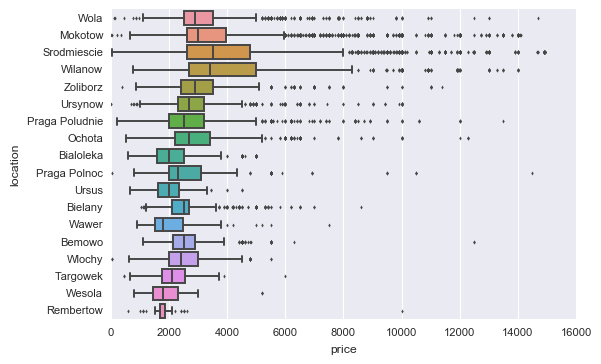 location
Wola
Mokotow
Srodmiescie
Wilanow
Zoliborz
Ursynow
Praga Poludnie
Ochota
Bialoleka
Praga Polnoc
Ursus
Bielany
Wawer
Bemowo
Wlochy
Targowek
Wesola
Rembertow
0 2000 4000 6000 8000 10000 12000 14000 16000
price